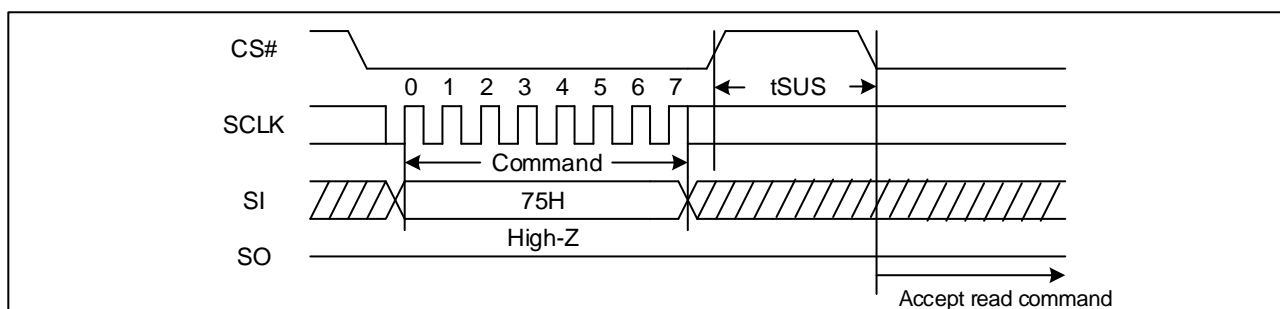 CS#
0 1 2 3 4 5 6 7
tSUS
SCLK
Command
SI
75H
High-Z
SO
Accept read command